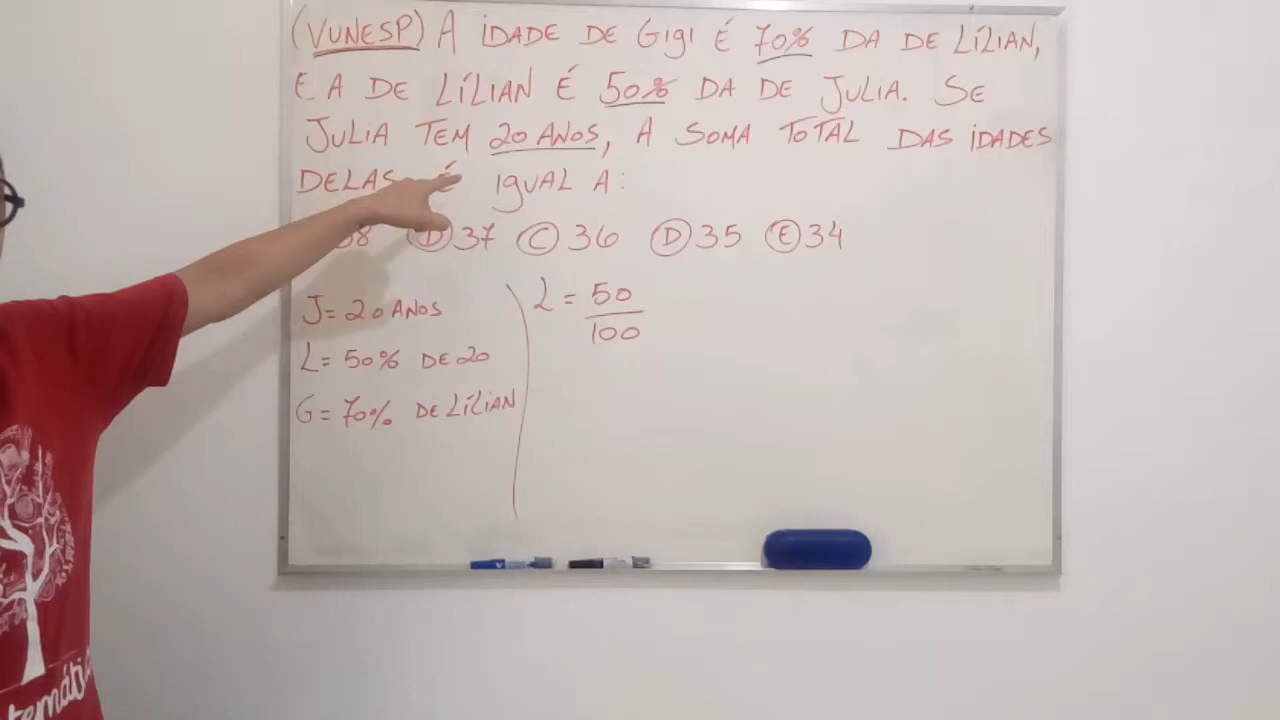 (VUNESP) A IDADE DE GIGI É 70% DA DE LÍLIAN,
E A DE LÍLIAN É 50% DA DE JULIA. SE
JULIA TEM 20 ANOS, A SOMA TOTAL DAS IDADES
DELAS É IGUAL A:
38 D 37 C 36 D 35 E 34
J = 20 ANOS
L = 50% DE 20
G = 70% DE LÍLIAN
L = 50
100